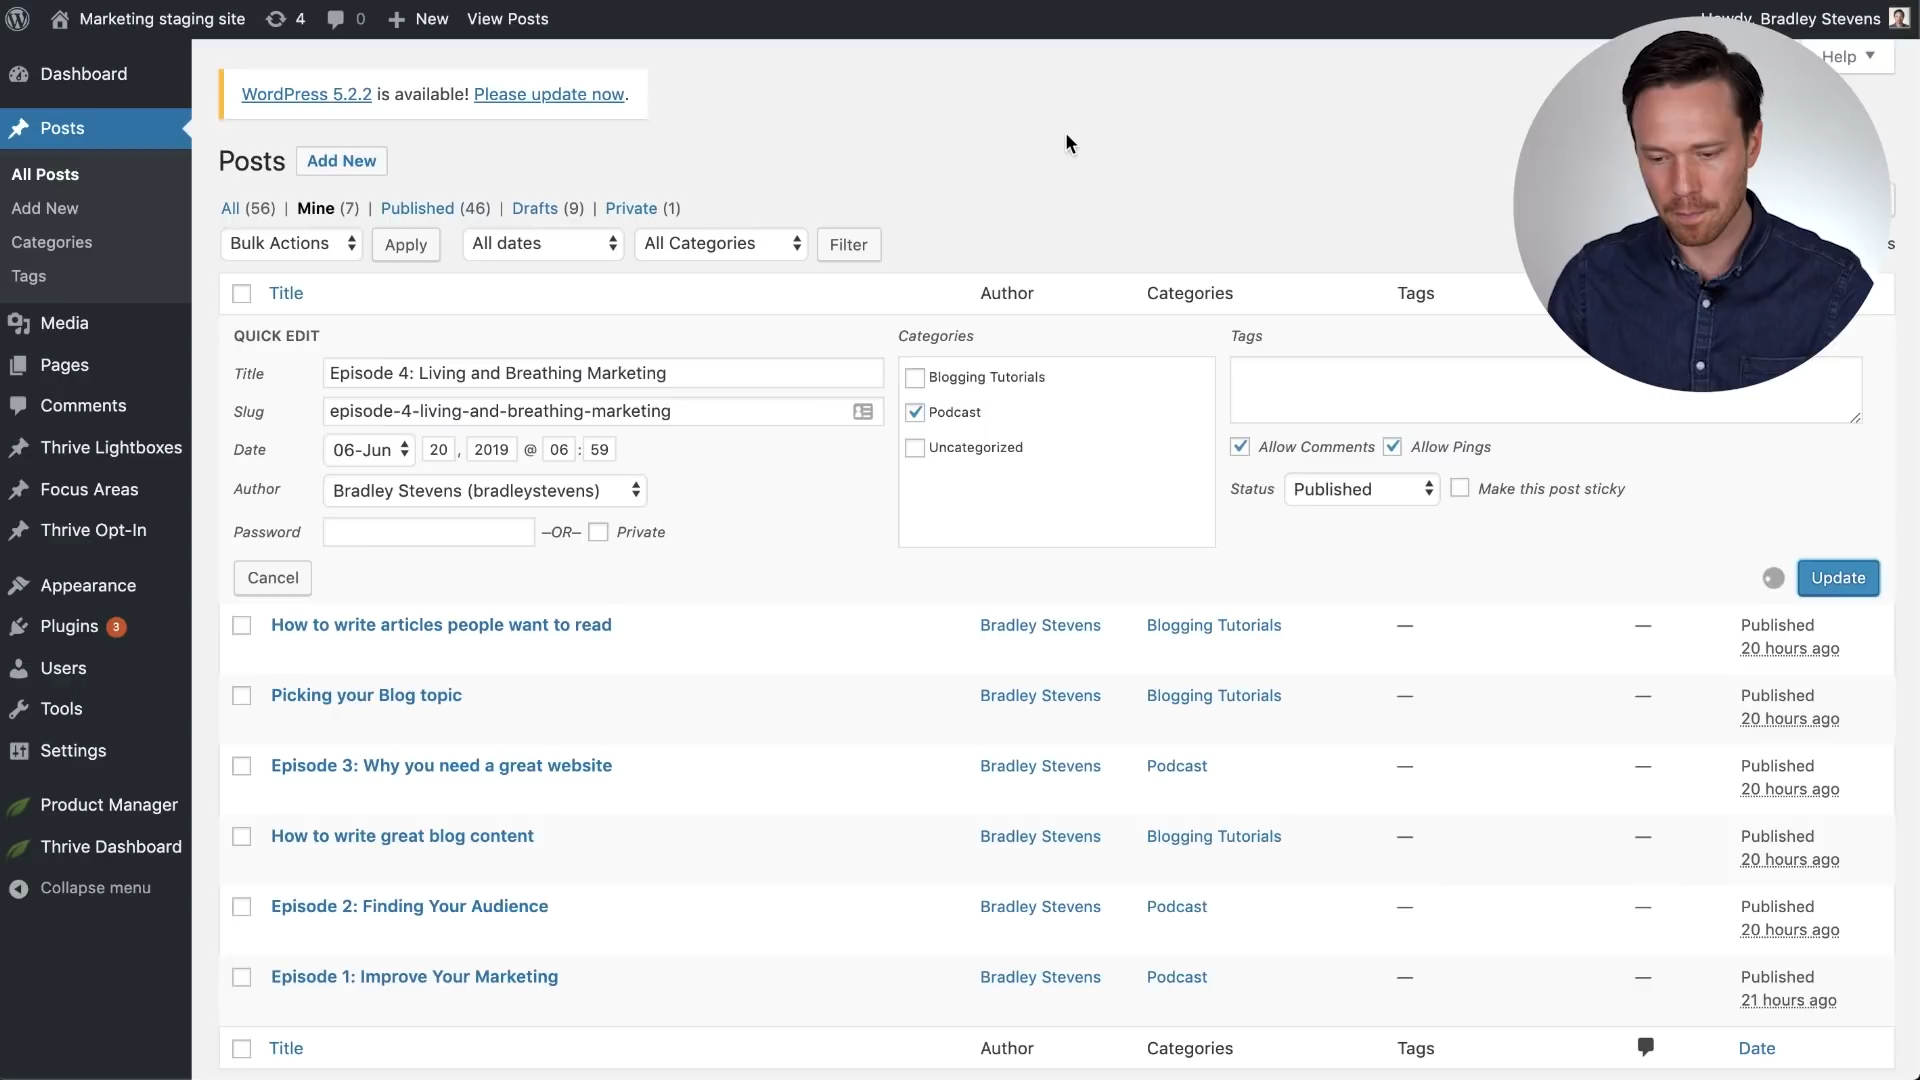 Marketing staging site 4 0 New View Posts
Howdy, Bradley Stevens
Help
Dashboard
Posts
All Posts
Add New
Categories
Tags
Media
Pages
Comments
Thrive Lightboxes
Focus Areas
Thrive Opt-In
Appearance
Plugins 3
Users
Tools
Settings
Product Manager
Thrive Dashboard
Collapse menu
WordPress 5.2.2 is available! Please update now.
Posts Add New
All (56) | Mine (7) | Published (46) | Drafts (9) | Private (1)
Bulk Actions Apply All dates All Categories Filter
Title Author Categories Tags
QUICK EDIT
Title Episode 4: Living and Breathing Marketing
Slug episode-4-living-and-breathing-marketing
Date 06-Jun 20 , 2019 @ 06 : 59
Author Bradley Stevens (bradleystevens)
Password –OR– Private
Categories
Blogging Tutorials
Podcast
Uncategorized
Tags
Allow Comments Allow Pings
Status Published Make this post sticky
Cancel Update
How to write articles people want to read Bradley Stevens Blogging Tutorials — — Published
20 hours ago
Picking your Blog topic Bradley Stevens Blogging Tutorials — — Published
20 hours ago
Episode 3: Why you need a great website Bradley Stevens Podcast — — Published
20 hours ago
How to write great blog content Bradley Stevens Blogging Tutorials — — Published
20 hours ago
Episode 2: Finding Your Audience Bradley Stevens Podcast — — Published
20 hours ago
Episode 1: Improve Your Marketing Bradley Stevens Podcast — — Published
21 hours ago
Title Author Categories Tags Date